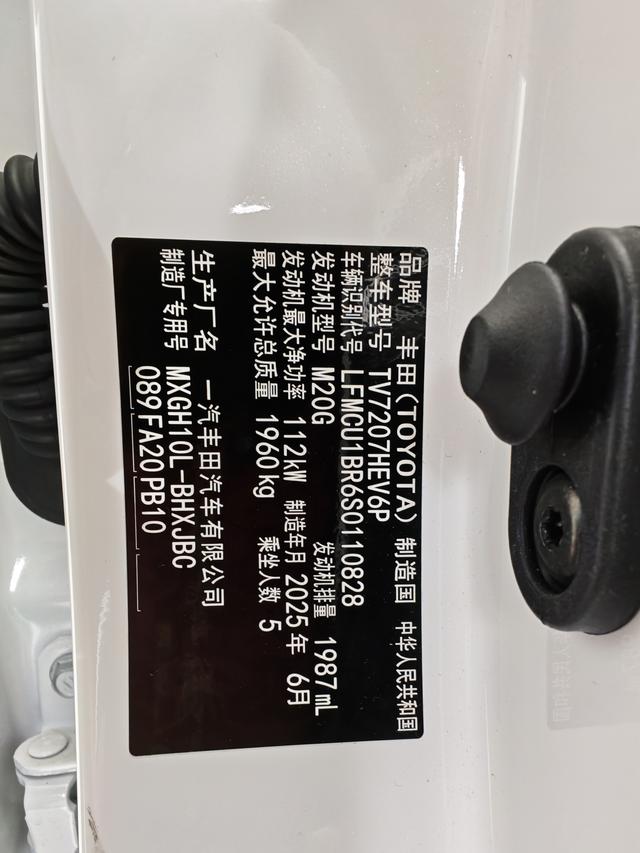 品牌 丰田(TOYOTA) 制造国 中华人民共和国
整车型号 TV7207HEV6P
车辆识别代号 LFMCU1BR6S0110828
发动机型号 M20G 发动机排量 1987mL
发动机最大净功率 112kW 制造年月 2025年 6月
最大允许总质量 1960kg 乘坐人数 5
生产厂名 一汽丰田汽车有限公司
制造厂专用号 MXGH10L-BHXJBC
089FA20PB10